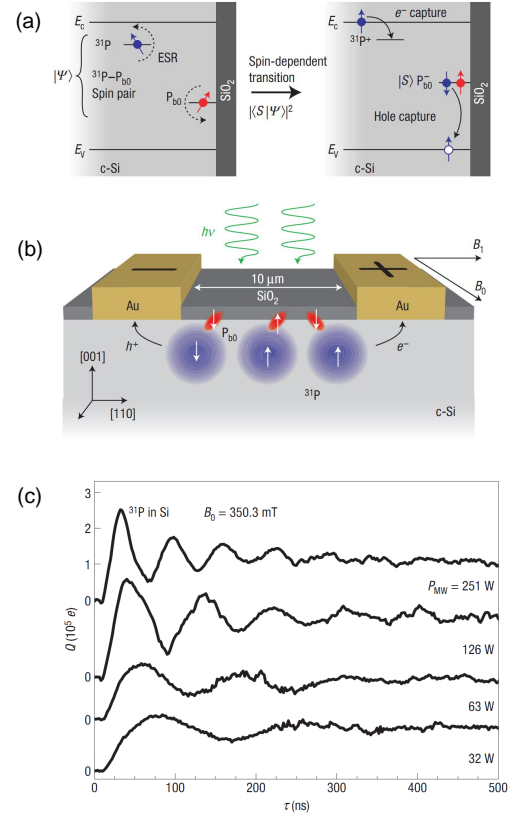 (a)
E_c
³¹P
ESR
|Ψ⟩
³¹P–P_b0
Spin pair
P_b0
SiO₂
E_V
c-Si
Spin-dependent
transition
|⟨S|Ψ⟩|²
E_c
e⁻ capture
³¹P+
|S⟩ P⁻_b0
SiO₂
Hole capture
E_V
c-Si
(b)
hν
B₁
B₀
10 µm
SiO₂
−
+
Au
Au
P_b0
h⁺
e⁻
[001]
[110]
³¹P
c-Si
(c)
³¹P in Si
B₀ = 350.3 mT
P_MW = 251 W
126 W
63 W
32 W
Q (10⁵ e)
3
2
1
0
0
0
0
0
0 100 200 300 400 500
τ (ns)